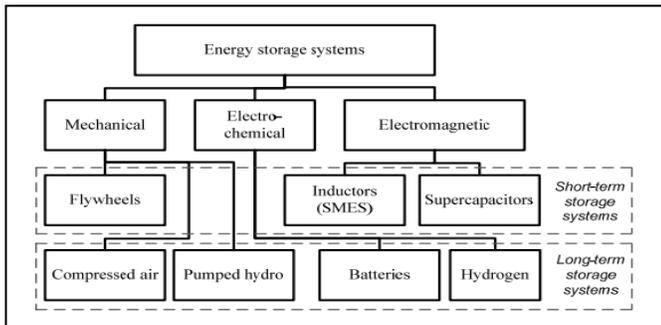 Energy storage systems
Mechanical
Electro-
chemical
Electromagnetic
Flywheels
Inductors
(SMES)
Supercapacitors
Short-term
storage
systems
Compressed air
Pumped hydro
Batteries
Hydrogen
Long-term
storage
systems